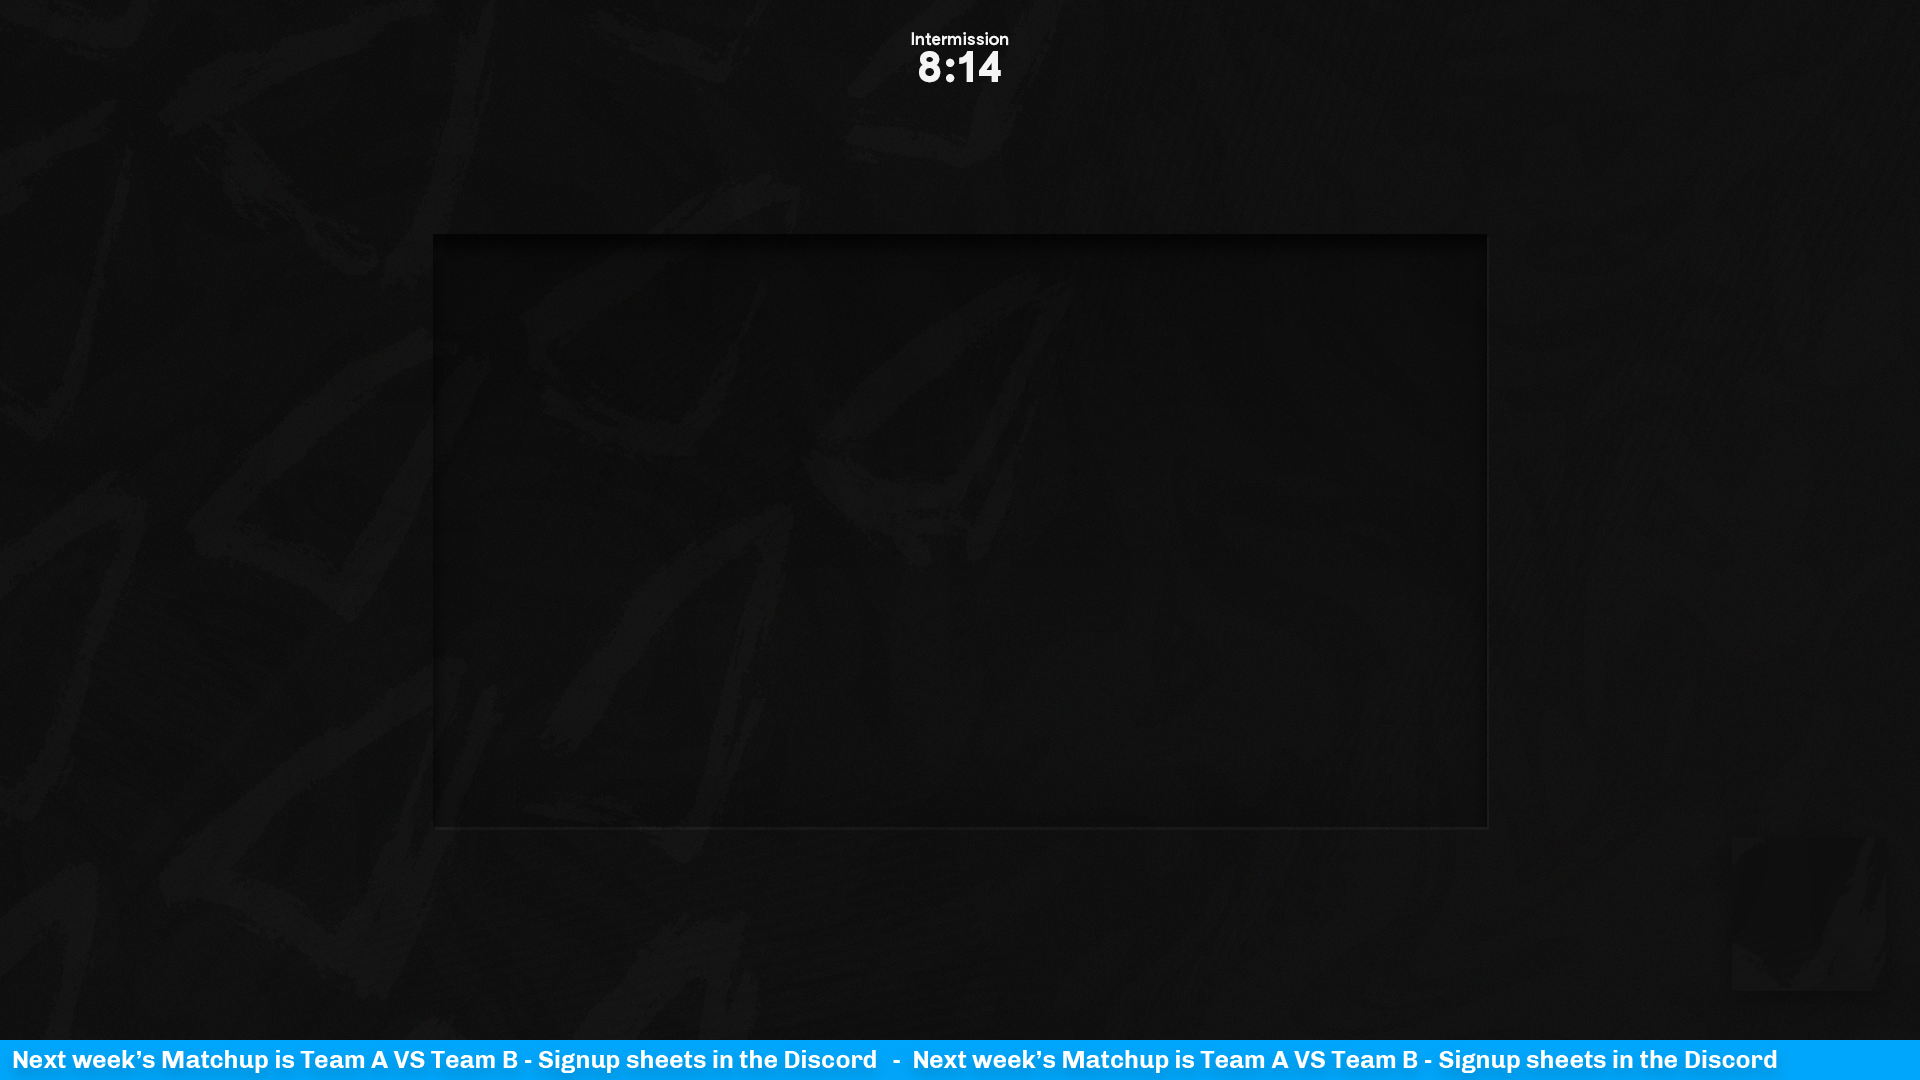 Intermission
8:14
Next week’s Matchup is Team A VS Team B - Signup sheets in the Discord - Next week’s Matchup is Team A VS Team B - Signup sheets in the Discord